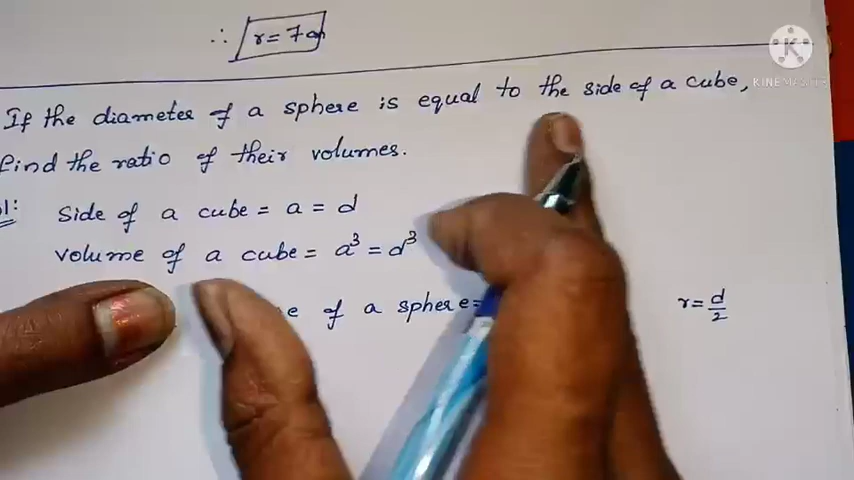 ∴ r = 7cm
If the diameter of a sphere is equal to the side of a cube,
find the ratio of their volumes.
Side of a cube = a = d
volume of a cube = a³ = d³
of a sphere = r = d/2
K
KINEMASTER